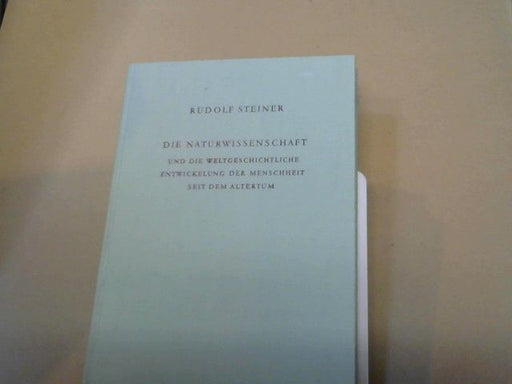 RUDOLF STEINER
DIE NATURWISSENSCHAFT
UND DIE WELTGESCHICHTLICHE
ENTWICKELUNG DER MENSCHHEIT
SEIT DEM ALTERTUM